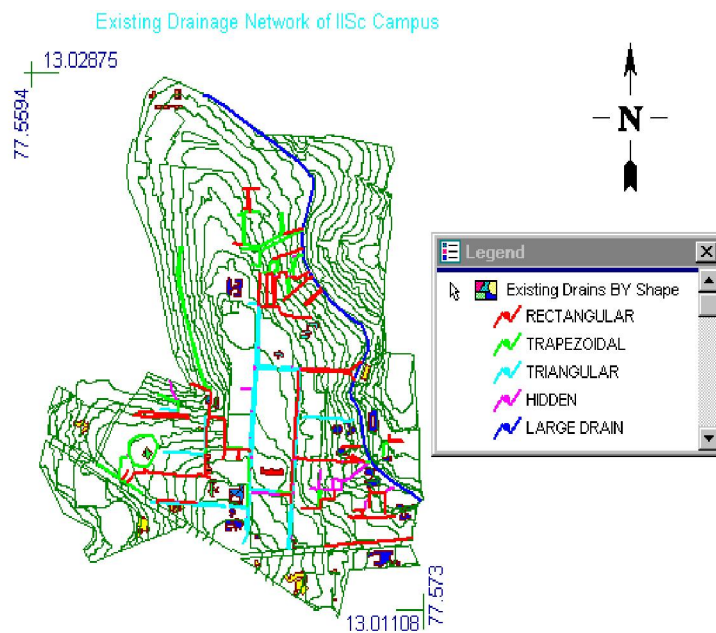 Existing Drainage Network of IISc Campus
13.02875
77.5594
N
Legend
Existing Drains BY Shape
RECTANGULAR
TRAPEZOIDAL
TRIANGULAR
HIDDEN
LARGE DRAIN
77.573
13.01108